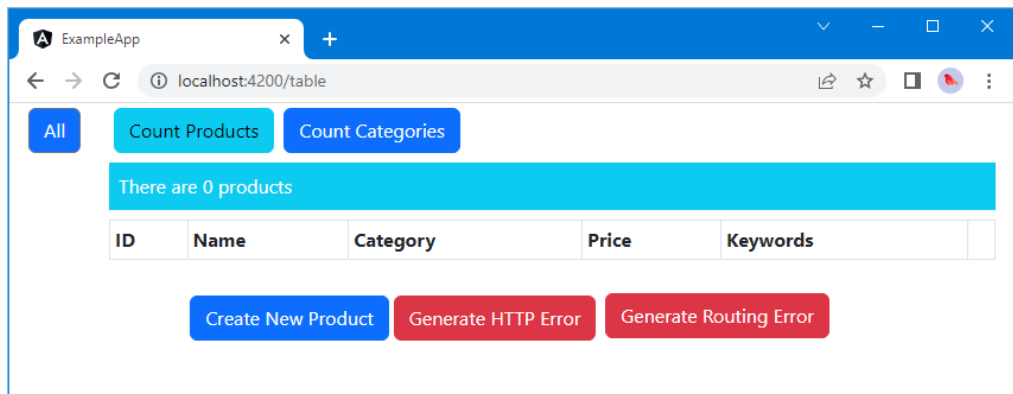 ExampleApp
localhost:4200/table
All Count Products Count Categories
There are 0 products
ID Name Category Price Keywords
Create New Product Generate HTTP Error Generate Routing Error